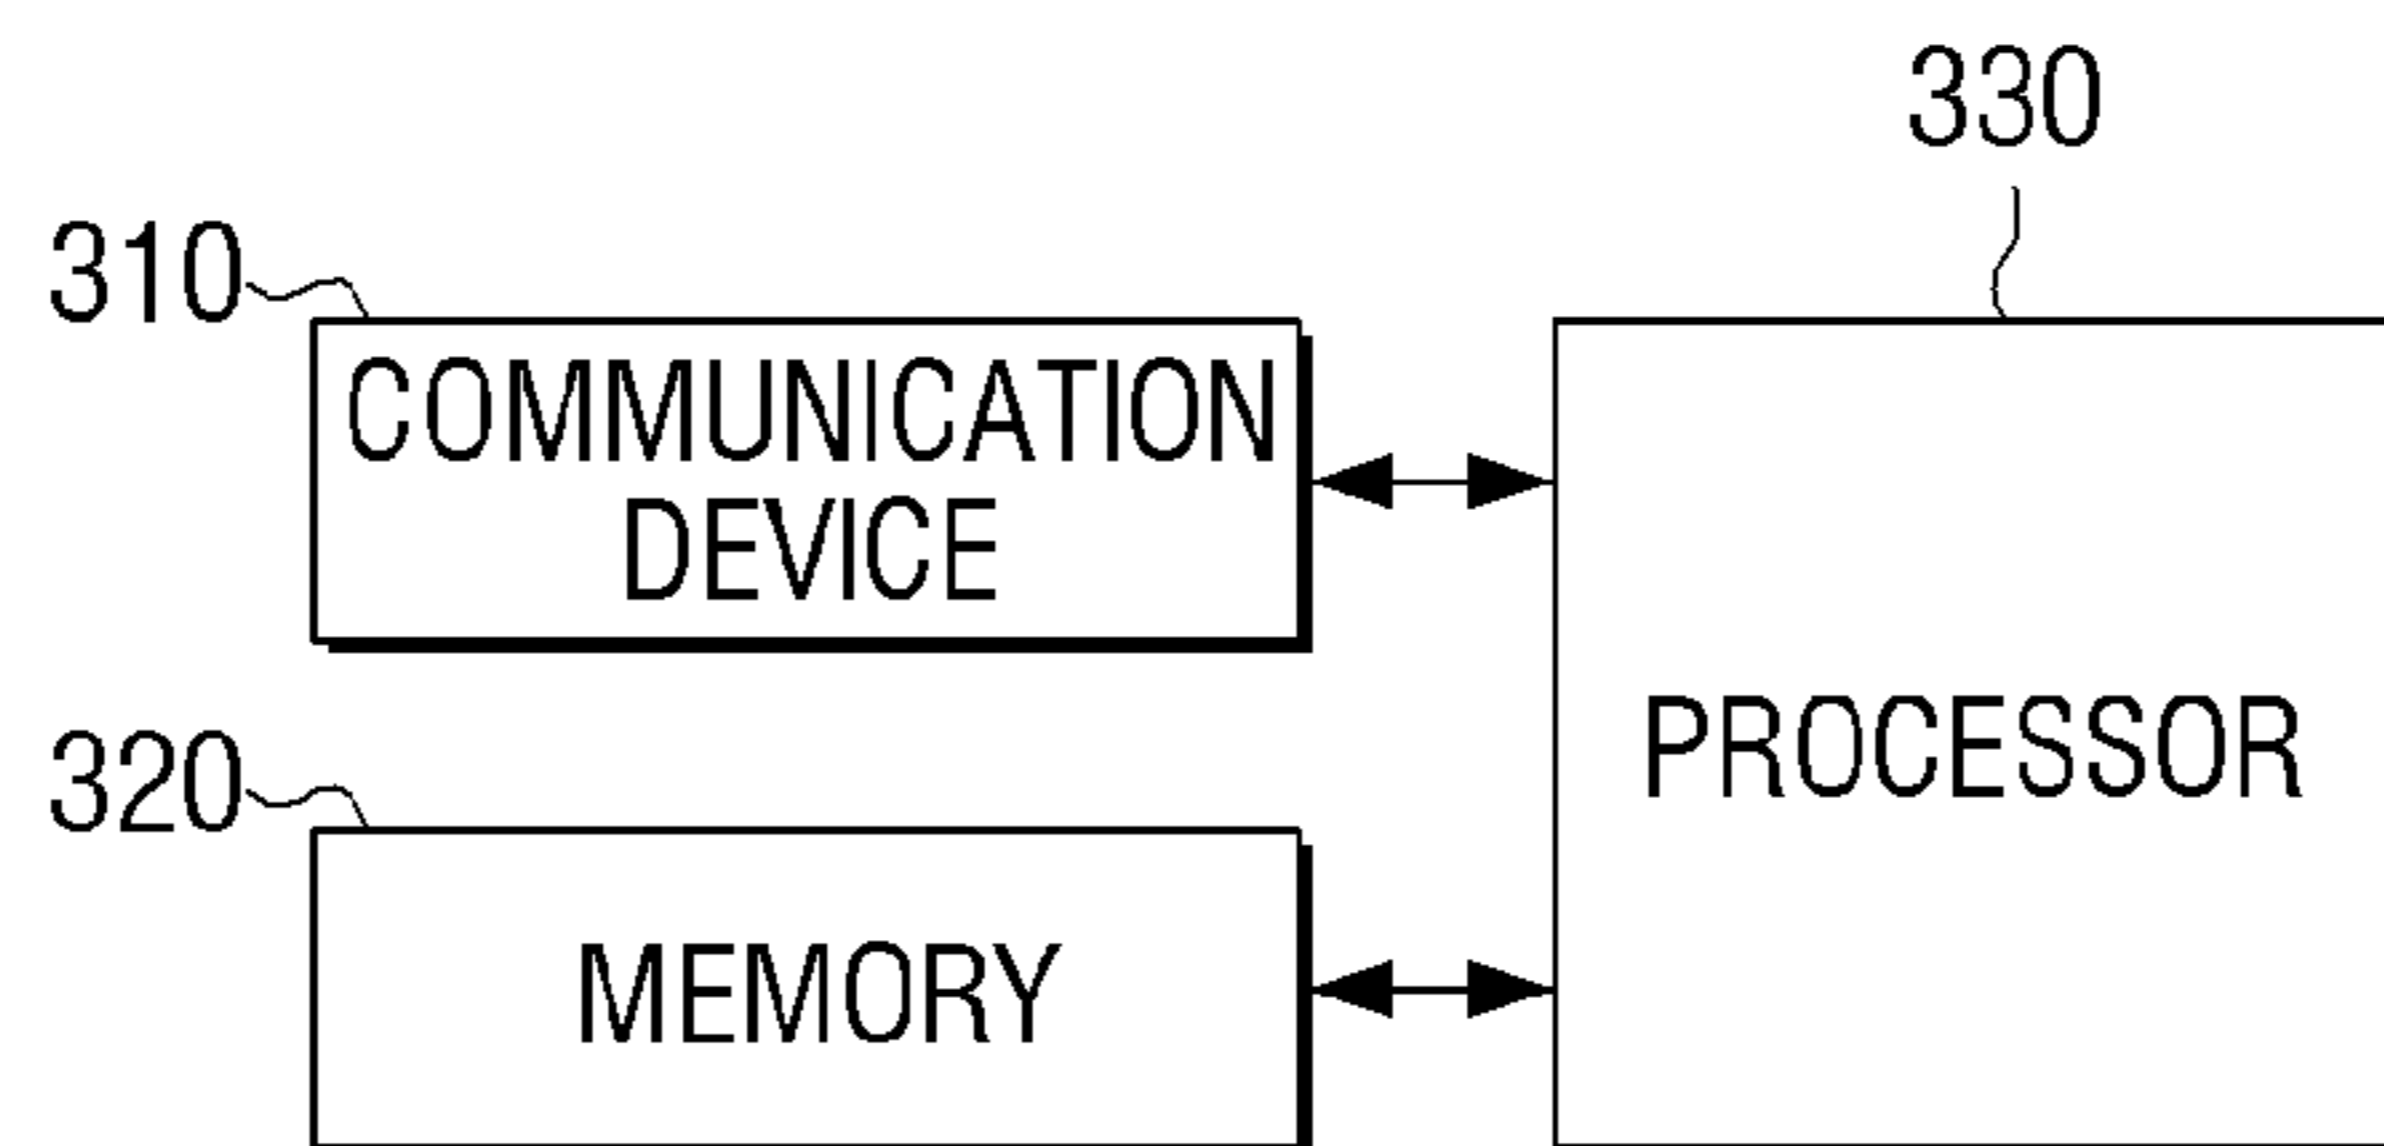 330
310
COMMUNICATION
DEVICE
PROCESSOR
320
MEMORY